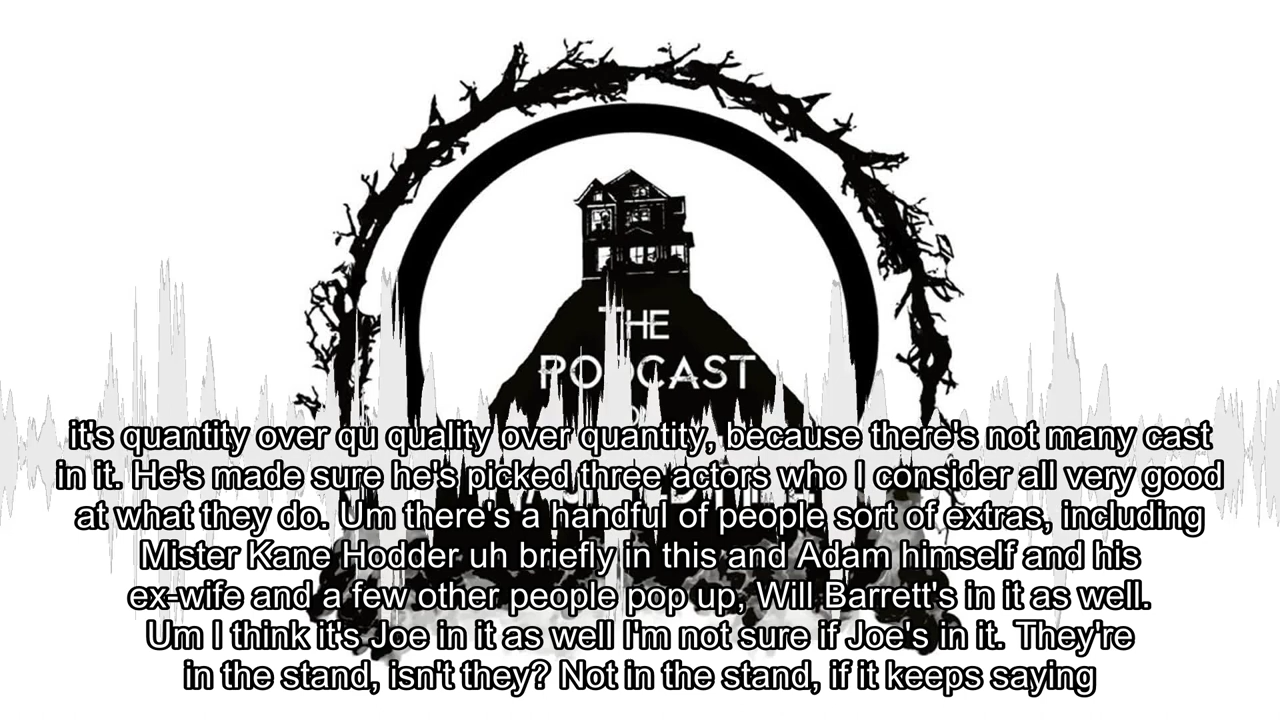 THE
PODCAST
it's quantity over qu quality over quantity, because there's not many cast
in it. He's made sure he's picked three actors who I consider all very good
at what they do. Um there's a handful of people sort of extras, including
Mister Kane Hodder uh briefly in this and Adam himself and his
ex-wife and a few other people pop up, Will Barrett's in it as well.
Um I think it's Joe in it as well I'm not sure if Joe's in it. They're
in the stand, isn't they? Not in the stand, if it keeps saying